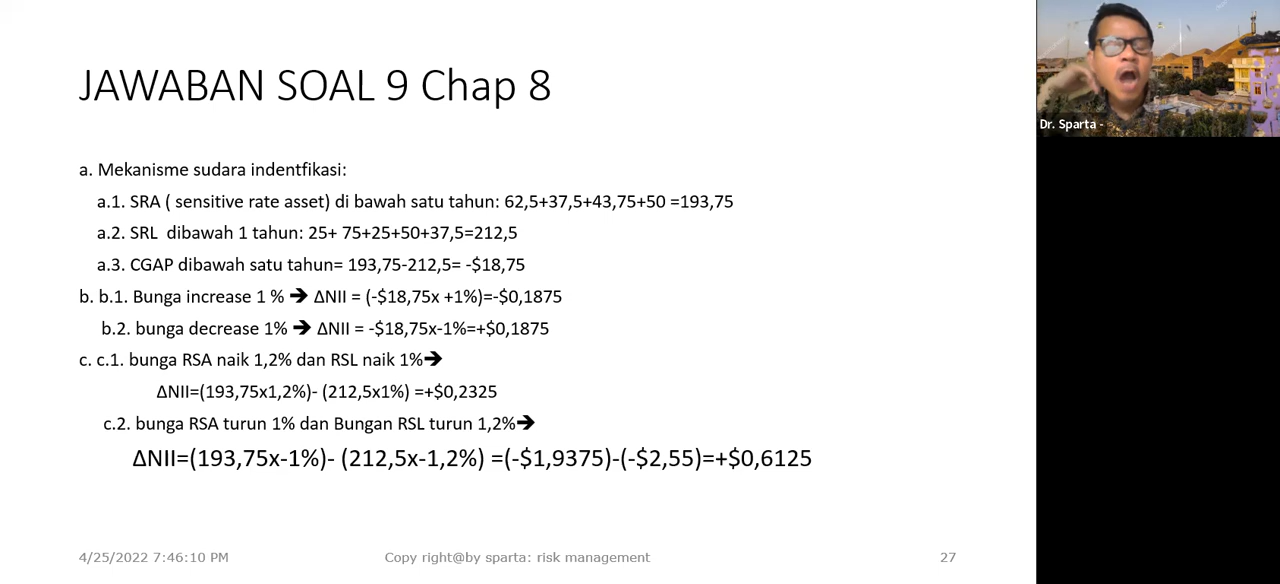 JAWABAN SOAL 9 Chap 8
Dr. Sparta -
a. Mekanisme sudara indentfikasi:
a.1. SRA ( sensitive rate asset) di bawah satu tahun: 62,5+37,5+43,75+50 =193,75
a.2. SRL dibawah 1 tahun: 25+ 75+25+50+37,5=212,5
a.3. CGAP dibawah satu tahun= 193,75-212,5= -$18,75
b. b.1. Bunga increase 1 % 🡺 ΔNII = (-$18,75x +1%)=-$0,1875
b.2. bunga decrease 1% 🡺 ΔNII = -$18,75x-1%=+$0,1875
c. c.1. bunga RSA naik 1,2% dan RSL naik 1%🡺
ΔNII=(193,75x1,2%)- (212,5x1%) =+$0,2325
c.2. bunga RSA turun 1% dan Bungan RSL turun 1,2%🡺
ΔNII=(193,75x-1%)- (212,5x-1,2%) =(-$1,9375)-(-$2,55)=+$0,6125
4/25/2022 7:46:10 PM
Copy right@by sparta: risk management
27